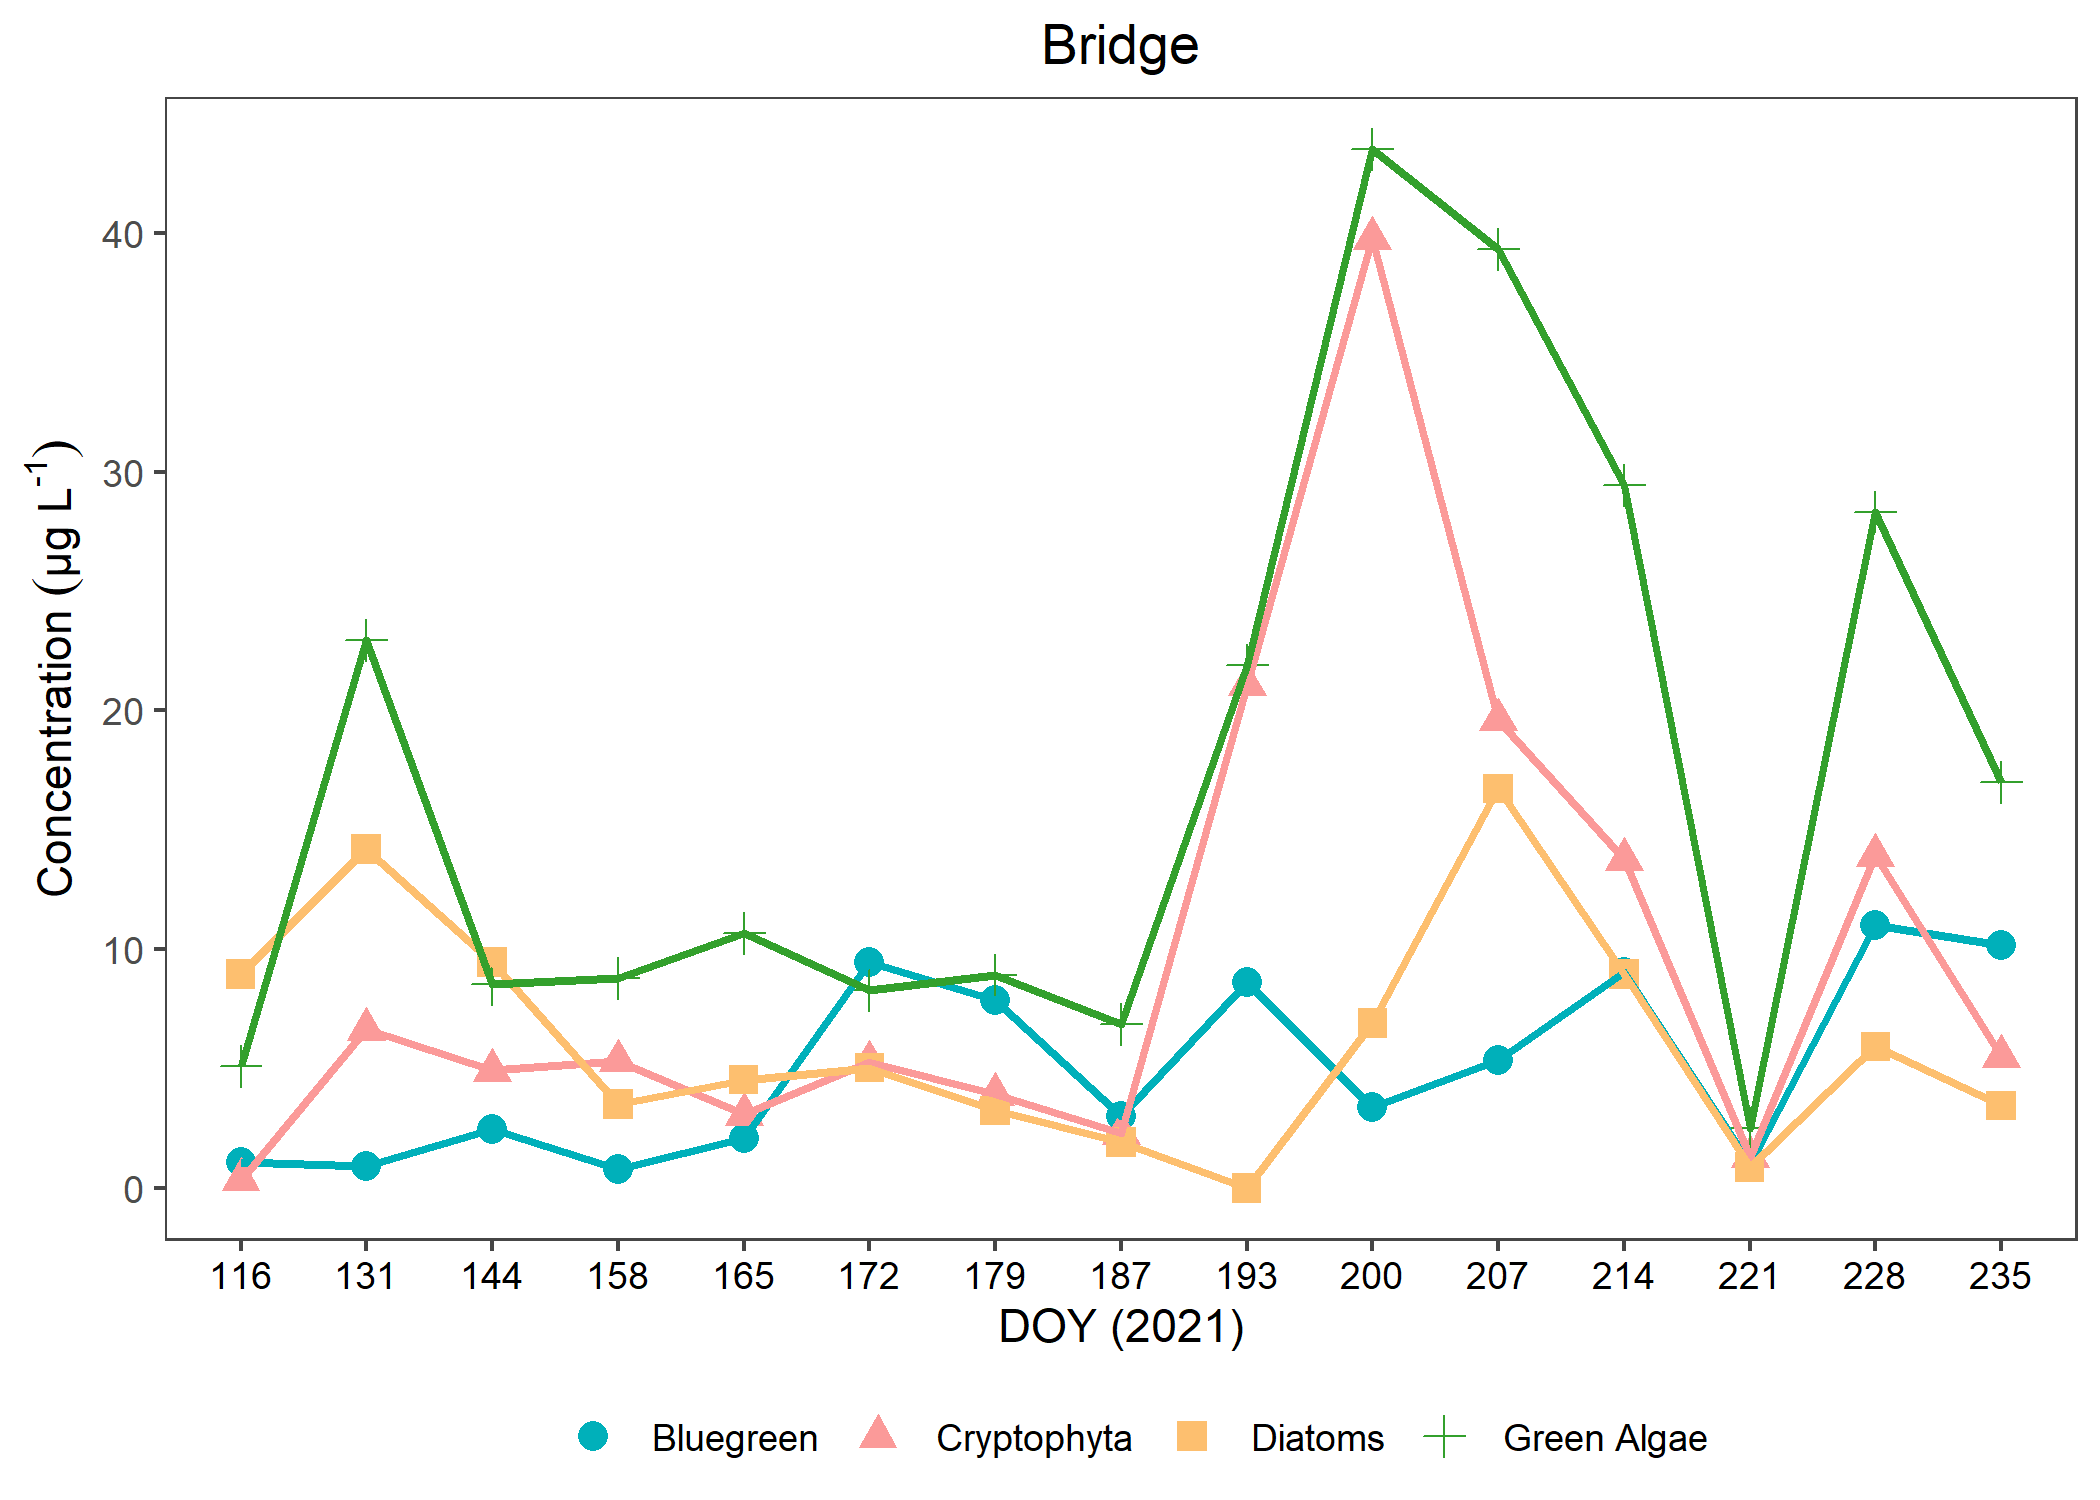 Bridge
40
30
20
10
0
Concentration (µg L⁻¹)
116 131 144 158 165 172 179 187 193 200 207 214 221 228 235
DOY (2021)
Bluegreen Cryptophyta Diatoms Green Algae